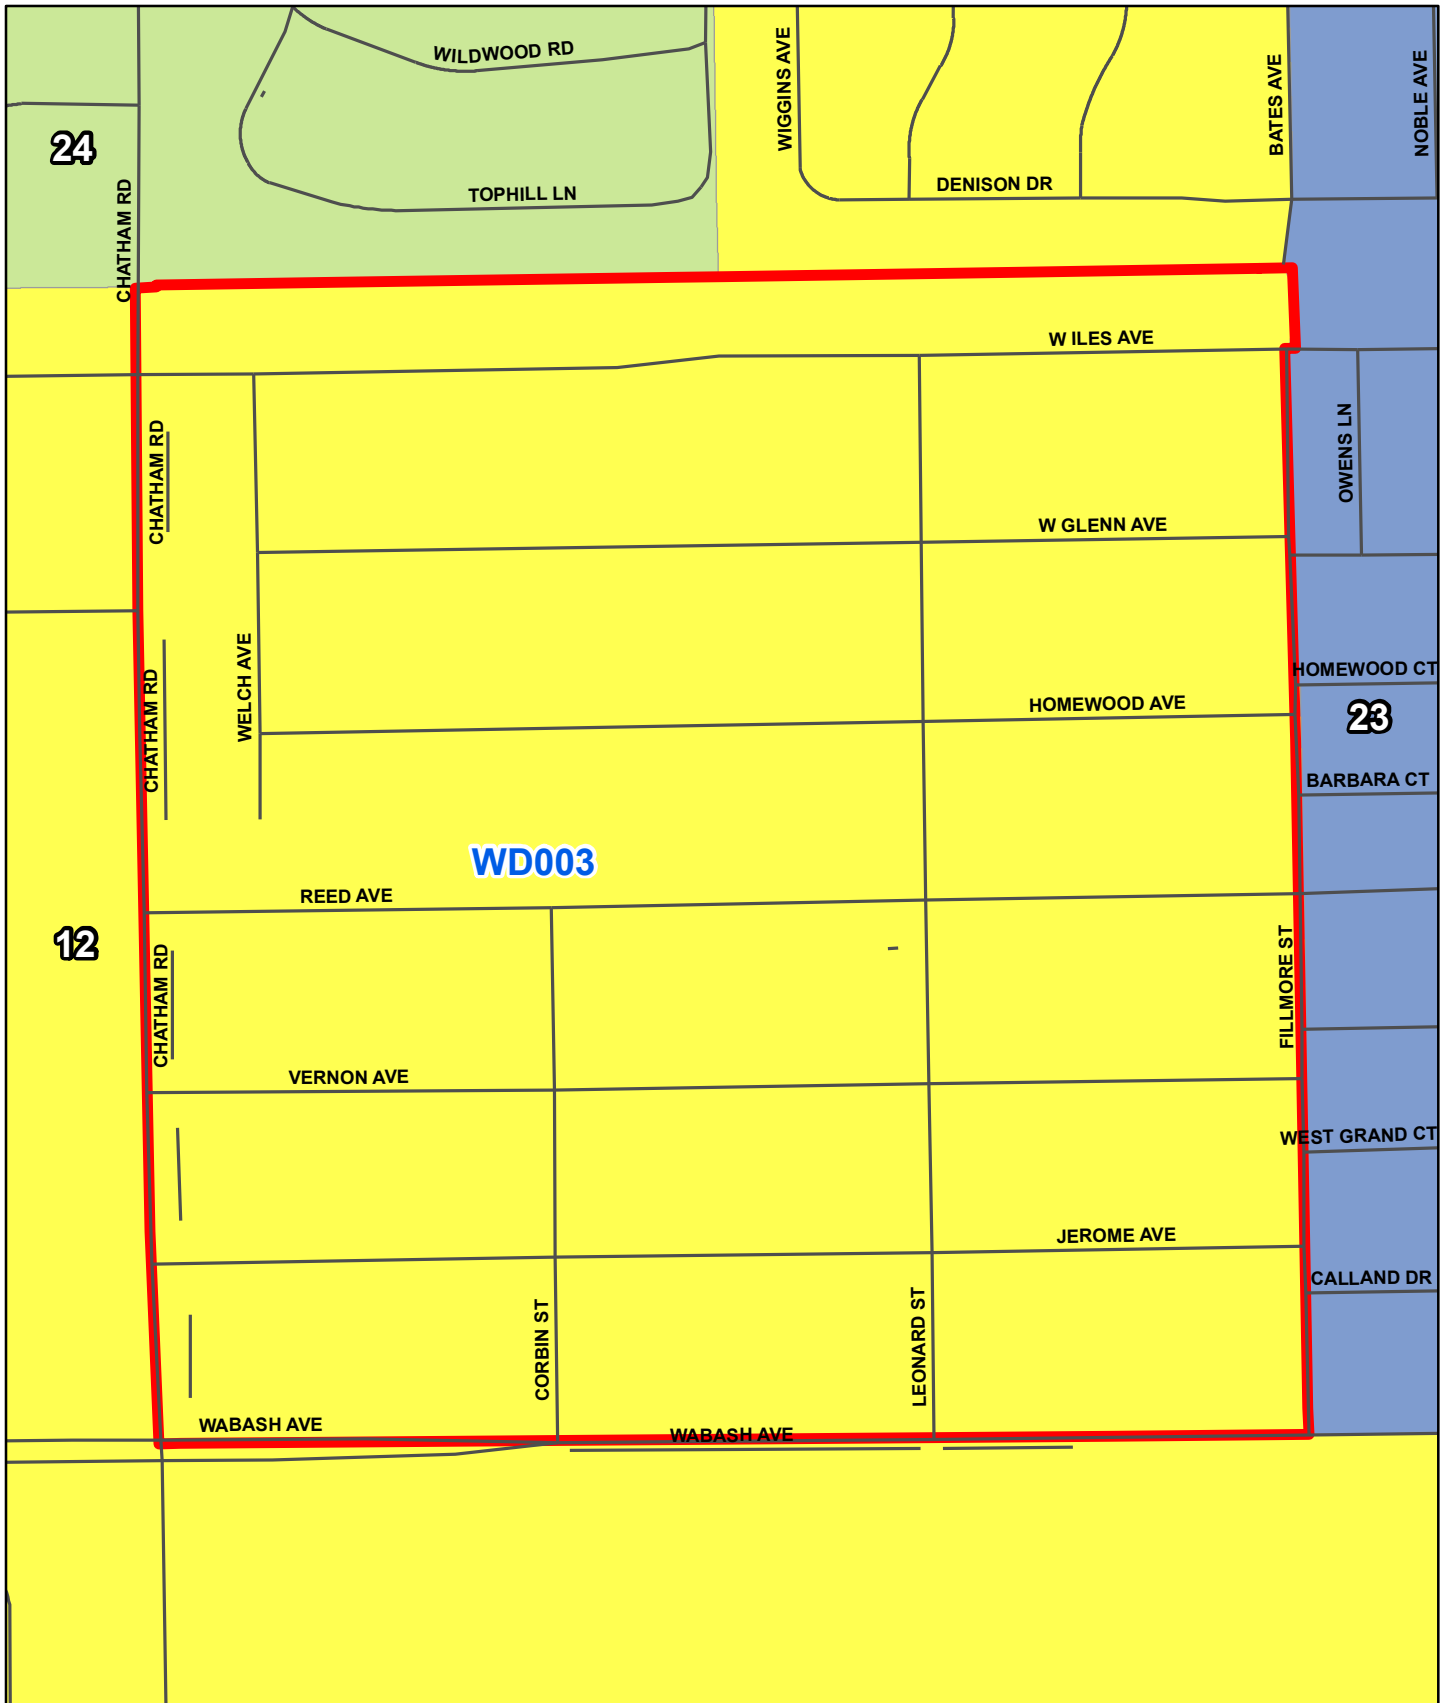 WILDWOOD RD
WIGGINS AVE
BATES AVE
NOBLE AVE
24
TOPHILL LN
DENISON DR
CHATHAM RD
W ILES AVE
CHATHAM RD
OWENS LN
W GLENN AVE
CHATHAM RD
WELCH AVE
HOMEWOOD CT
HOMEWOOD AVE
23
BARBARA CT
WD003
REED AVE
12
CHATHAM RD
FILLMORE ST
VERNON AVE
WEST GRAND CT
JEROME AVE
CALLAND DR
CORBIN ST
LEONARD ST
WABASH AVE
WABASH AVE